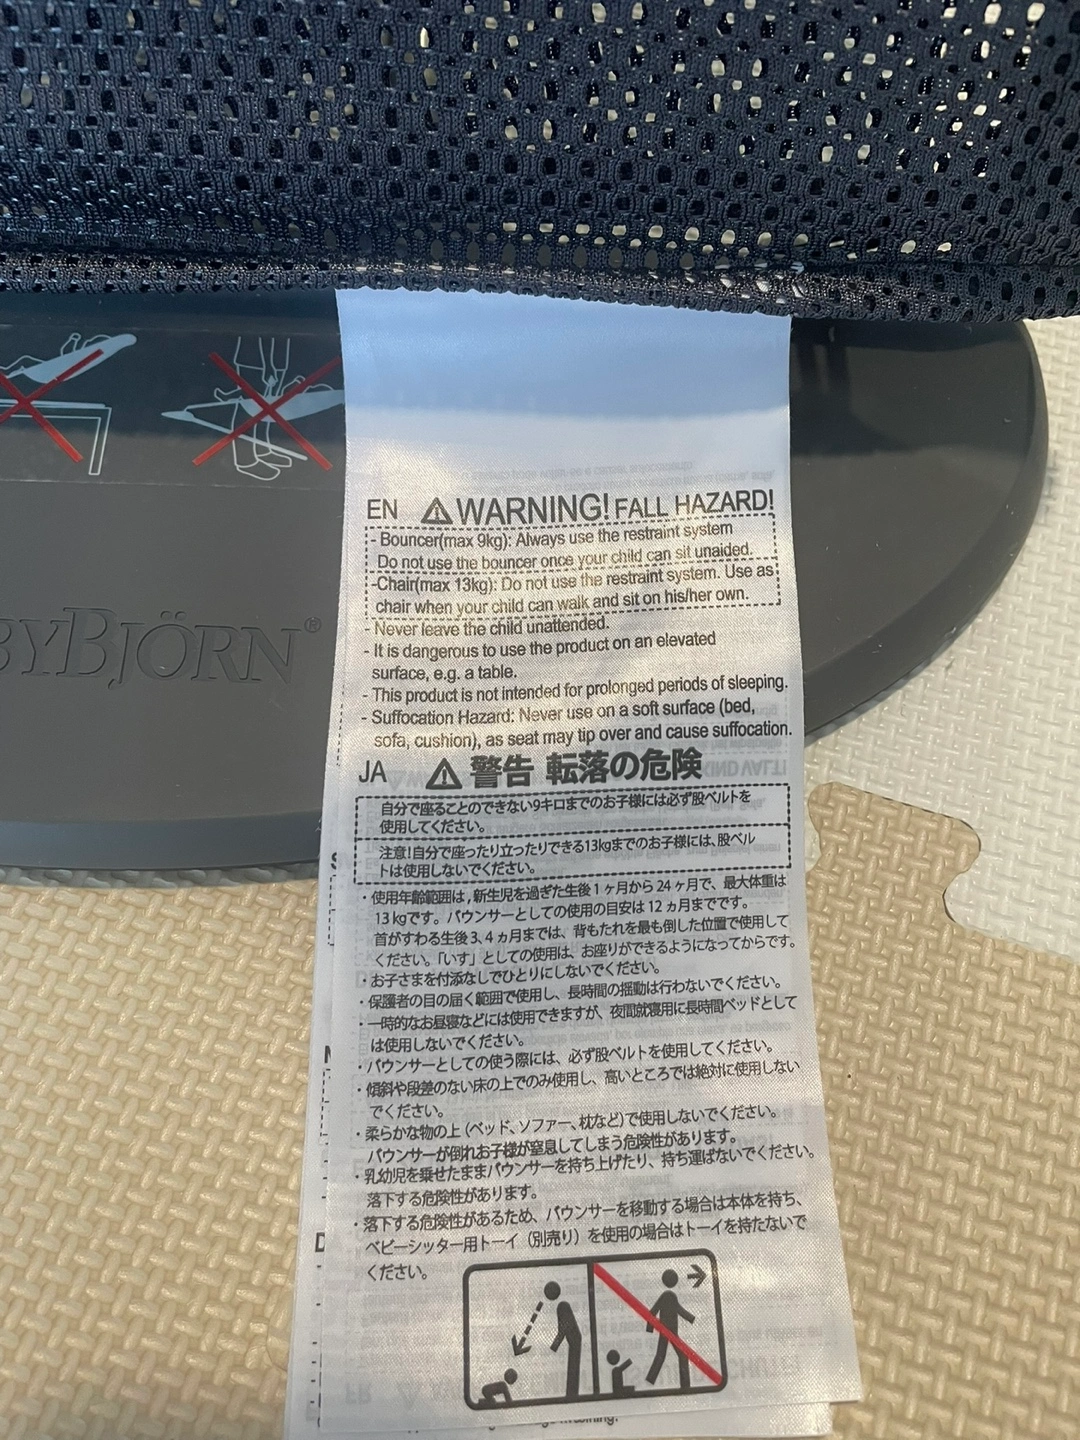 BYBJÖRN®
EN ⚠ WARNING! FALL HAZARD!
- Bouncer(max 9kg): Always use the restraint system
Do not use the bouncer once your child can sit unaided.
-Chair(max 13kg): Do not use the restraint system. Use as
chair when your child can walk and sit on his/her own.
- Never leave the child unattended.
- It is dangerous to use the product on an elevated
surface, e.g. a table.
- This product is not intended for prolonged periods of sleeping.
- Suffocation Hazard: Never use on a soft surface (bed,
sofa, cushion), as seat may tip over and cause suffocation.
JA ⚠ 警告 転落の危険
自分で座ることのできない9キロまでのお子様には必ず股ベルトを
使用してください。
注意!自分で座ったり立ったりできる13kgまでのお子様には、股ベル
トは使用しないでください。
・使用年齢範囲は,新生児を過ぎた生後1ヶ月から24ヶ月で、最大体重は
13kgです。バウンサーとしての使用の目安は12ヵ月までです。
首がすわる生後3,4ヵ月までは、背もたれを最も倒した位置で使用して
ください。「いす」としての使用は、お座りができるようになってからです。
・お子さまを付添なしでひとりにしないでください。
・保護者の目の届く範囲で使用し、長時間の揺動は行わないでください。
・一時的なお昼寝などには使用できますが、夜間就寝用に長時間ベッドとして
は使用しないでください。
・バウンサーとしての使う際には、必ず股ベルトを使用してください。
・傾斜や段差のない床の上でのみ使用し、高いところでは絶対に使用しない
でください。
・柔らかな物の上(ベッド、ソファー、枕など)で使用しないでください。
バウンサーが倒れお子様が窒息してしまう危険性があります。
・乳幼児を乗せたままバウンサーを持ち上げたり、持ち運ばないでください。
落下する危険性があります。
・落下する危険性があるため、バウンサーを移動する場合は本体を持ち、
ベビーシッター用トーイ(別売り)を使用の場合はトーイを持たないで
ください。